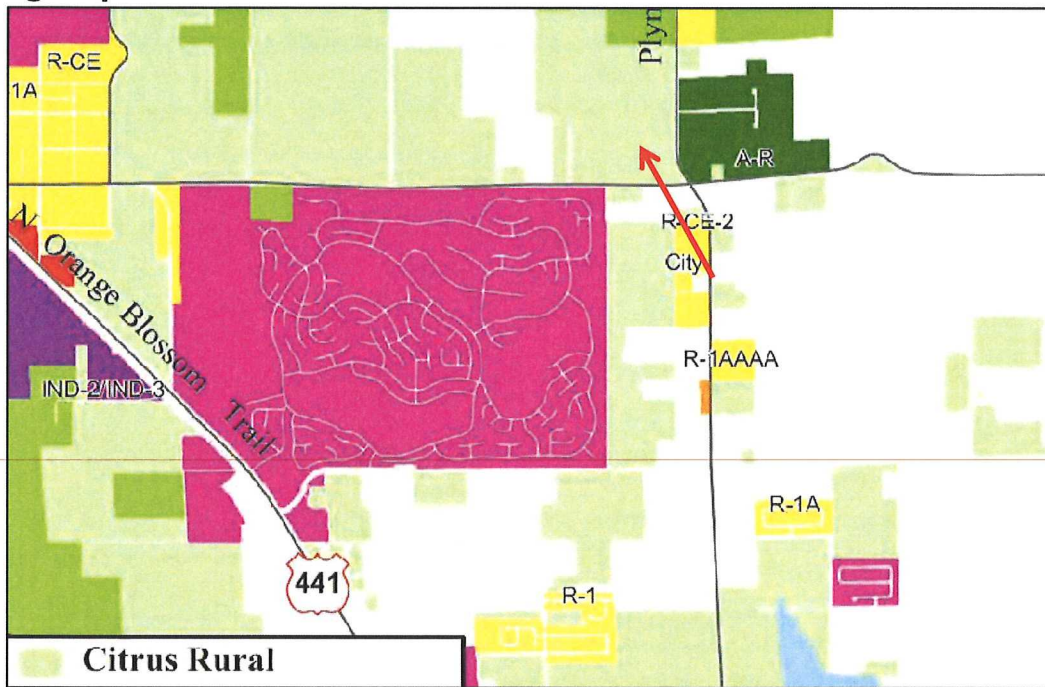 R-CE
1A
Plyn
A-R
R-CE-2
City
N Orange Blossom Trail
IND-2/IND-3
R-1AAAA
R-1A
441
R-1
Citrus Rural